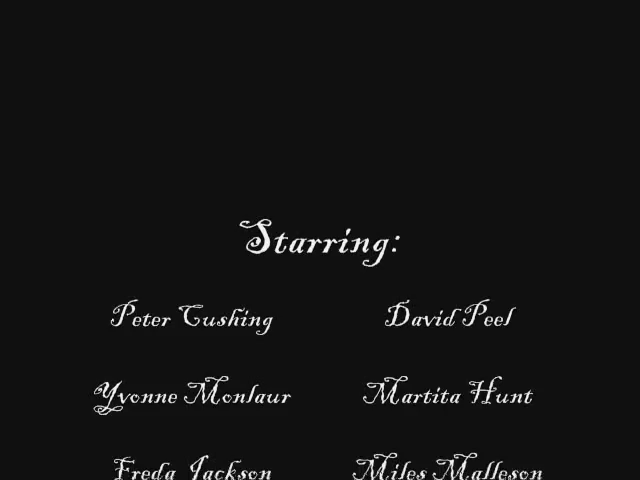 Starring:
Peter Cushing David Peel
Yvonne Monlaur Martita Hunt
Freda Jackson Miles Malleson